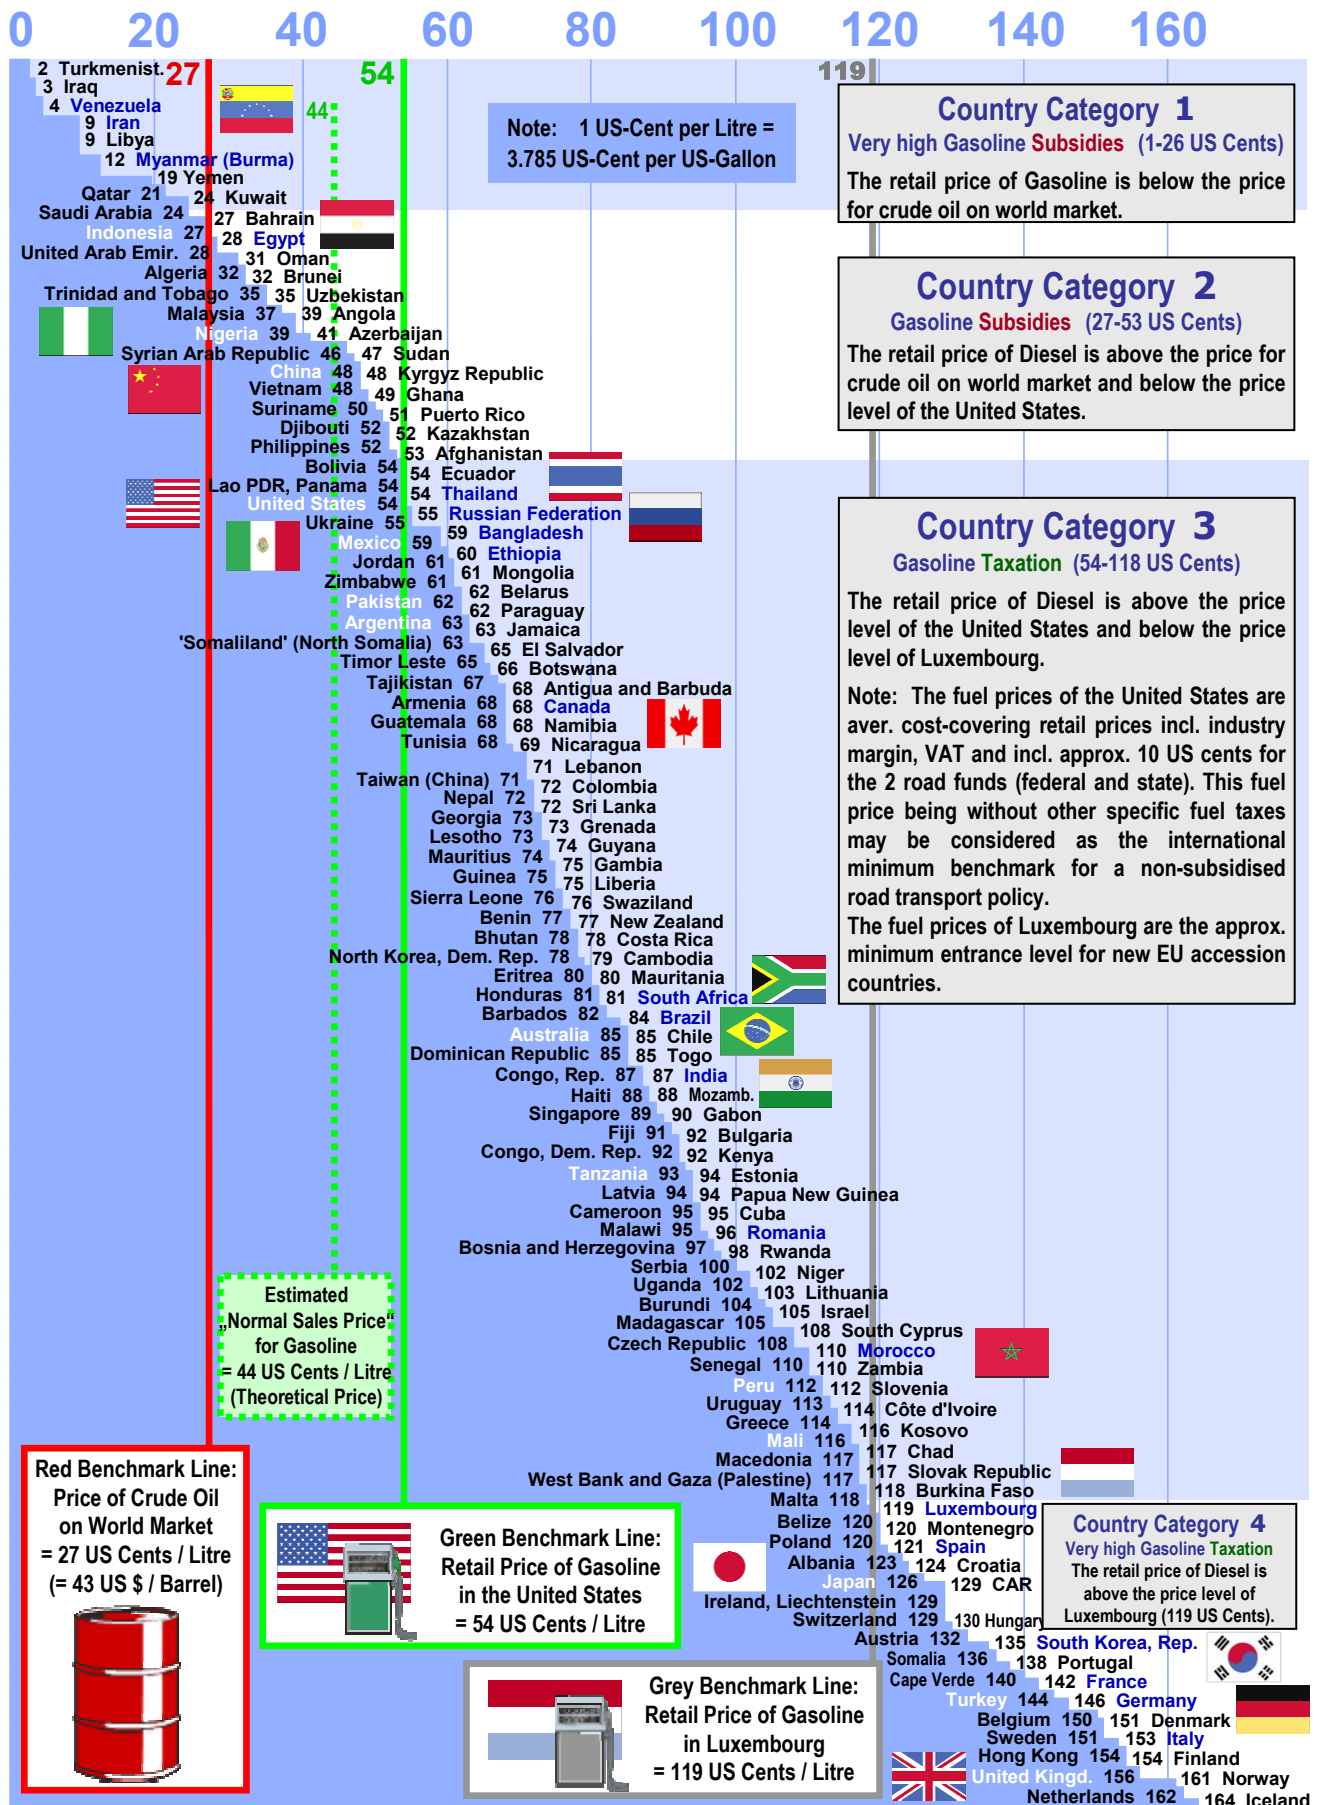 0 20 40 60 80 100 120 140 160
27
54
119
44
2 Turkmenist.
3 Iraq
4 Venezuela
9 Iran
9 Libya
12 Myanmar (Burma)
19 Yemen
Qatar 21
24 Kuwait
Saudi Arabia 24
27 Bahrain
Indonesia 27
28 Egypt
United Arab Emir. 28
31 Oman
Algeria 32
32 Brunei
Trinidad and Tobago 35
35 Uzbekistan
Malaysia 37
39 Angola
Nigeria 39
41 Azerbaijan
Syrian Arab Republic 46
47 Sudan
China 48
48 Kyrgyz Republic
Vietnam 48
49 Ghana
Suriname 50
51 Puerto Rico
Djibouti 52
52 Kazakhstan
Philippines 52
53 Afghanistan
Bolivia 54
54 Ecuador
Lao PDR, Panama 54
54 Thailand
United States 54
55 Russian Federation
Ukraine 55
59 Bangladesh
Mexico 59
60 Ethiopia
Jordan 61
61 Mongolia
Zimbabwe 61
62 Belarus
Pakistan 62
62 Paraguay
Argentina 63
63 Jamaica
'Somaliland' (North Somalia) 63
65 El Salvador
Timor Leste 65
66 Botswana
Tajikistan 67
68 Antigua and Barbuda
Armenia 68
68 Canada
Guatemala 68
68 Namibia
Tunisia 68
69 Nicaragua
71 Lebanon
Taiwan (China) 71
72 Colombia
Nepal 72
72 Sri Lanka
Georgia 73
73 Grenada
Lesotho 73
74 Guyana
Mauritius 74
75 Gambia
Guinea 75
75 Liberia
Sierra Leone 76
76 Swaziland
Benin 77
77 New Zealand
Bhutan 78
78 Costa Rica
North Korea, Dem. Rep. 78
79 Cambodia
Eritrea 80
80 Mauritania
Honduras 81
81 South Africa
Barbados 82
84 Brazil
Australia 85
85 Chile
Dominican Republic 85
85 Togo
Congo, Rep. 87
87 India
Haiti 88
88 Mozamb.
Singapore 89
90 Gabon
Fiji 91
92 Bulgaria
Congo, Dem. Rep. 92
92 Kenya
Tanzania 93
94 Estonia
Latvia 94
94 Papua New Guinea
Cameroon 95
95 Cuba
Malawi 95
96 Romania
Bosnia and Herzegovina 97
98 Rwanda
Serbia 100
102 Niger
Uganda 102
103 Lithuania
Burundi 104
105 Israel
Madagascar 105
108 South Cyprus
Czech Republic 108
110 Morocco
Senegal 110
110 Zambia
Peru 112
112 Slovenia
Uruguay 113
114 Côte d'Ivoire
Greece 114
116 Kosovo
Mali 116
117 Chad
Macedonia 117
117 Slovak Republic
West Bank and Gaza (Palestine) 117
118 Burkina Faso
Malta 118
119 Luxembourg
Belize 120
120 Montenegro
Poland 120
121 Spain
Albania 123
124 Croatia
Japan 126
129 CAR
Ireland, Liechtenstein 129
Switzerland 129
130 Hungary
Austria 132
135 South Korea, Rep.
Somalia 136
138 Portugal
Cape Verde 140
142 France
Turkey 144
146 Germany
Belgium 150
151 Denmark
Sweden 151
153 Italy
Hong Kong 154
154 Finland
United Kingd. 156
161 Norway
Netherlands 162
164 Iceland
Note: 1 US-Cent per Litre =
3.785 US-Cent per US-Gallon
Country Category 1
Very high Gasoline Subsidies (1-26 US Cents)
The retail price of Gasoline is below the price
for crude oil on world market.
Country Category 2
Gasoline Subsidies (27-53 US Cents)
The retail price of Diesel is above the price for
crude oil on world market and below the price
level of the United States.
Country Category 3
Gasoline Taxation (54-118 US Cents)
The retail price of Diesel is above the price
level of the United States and below the price
level of Luxembourg.
Note: The fuel prices of the United States are
aver. cost-covering retail prices incl. industry
margin, VAT and incl. approx. 10 US cents for
the 2 road funds (federal and state). This fuel
price being without other specific fuel taxes
may be considered as the international
minimum benchmark for a non-subsidised
road transport policy.
The fuel prices of Luxembourg are the approx.
minimum entrance level for new EU accession
countries.
Country Category 4
Very high Gasoline Taxation
The retail price of Diesel is
above the price level of
Luxembourg (119 US Cents).
Estimated
„Normal Sales Price“
for Gasoline
= 44 US Cents / Litre
(Theoretical Price)
Red Benchmark Line:
Price of Crude Oil
on World Market
= 27 US Cents / Litre
(= 43 US $ / Barrel)
Green Benchmark Line:
Retail Price of Gasoline
in the United States
= 54 US Cents / Litre
Grey Benchmark Line:
Retail Price of Gasoline
in Luxembourg
= 119 US Cents / Litre